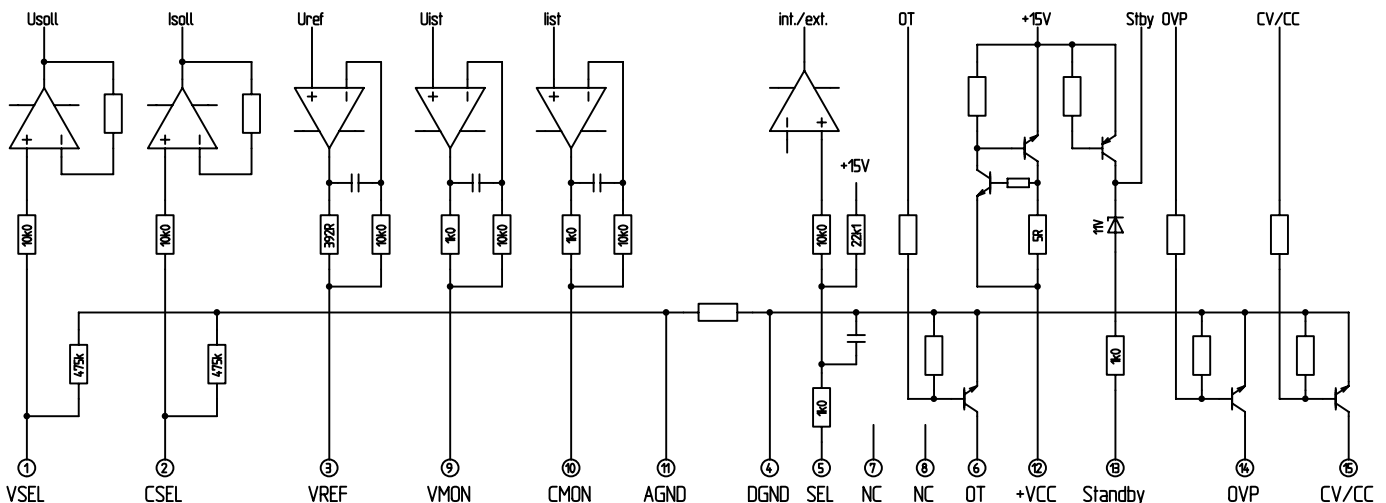 Usoll Isoll Uref Uist Iist int./ext. OT +15V Stby OVP CV/CC
+ − + − + − + − + − − +
+15V
10k0 10k0 392R 10k0 1k0 10k0 1k0 10k0 10k0 22k1 5R 11V
475k 475k 1k0 1k0
1 2 3 9 10 11 4 5 7 8 6 12 13 14 15
VSEL CSEL VREF VMON CMON AGND DGND SEL NC NC OT +VCC Standby OVP CV/CC